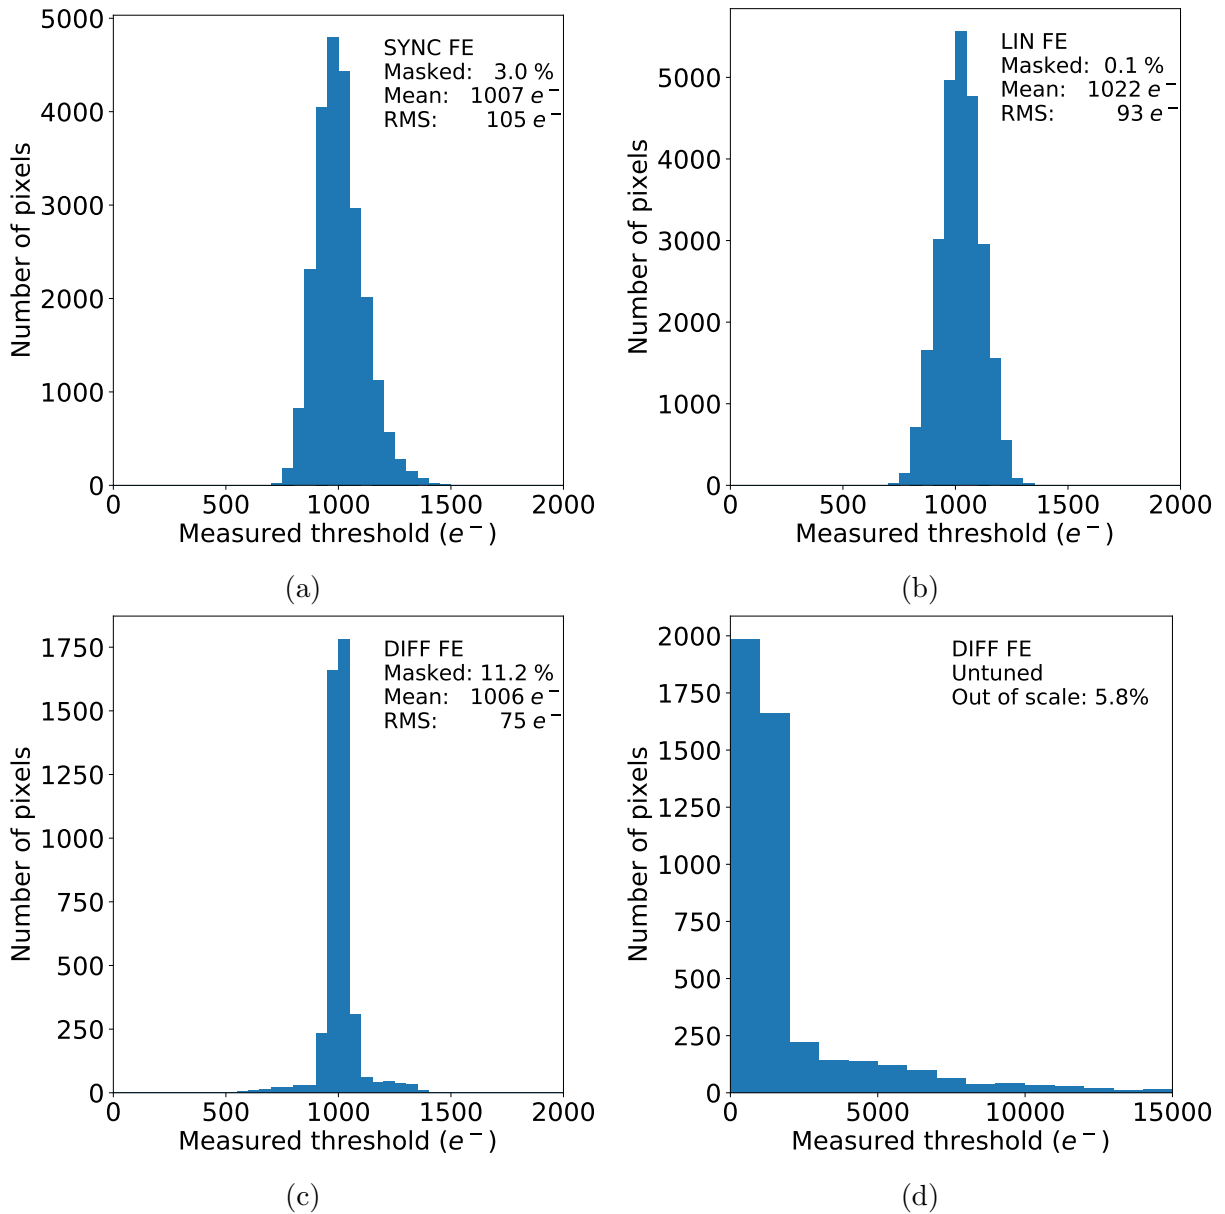 SYNC FE
Masked: 3.0 %
Mean: 1007 e⁻
RMS: 105 e⁻
5000
4000
3000
2000
1000
0
Number of pixels
0 500 1000 1500 2000
Measured threshold (e⁻)
(a)
LIN FE
Masked: 0.1 %
Mean: 1022 e⁻
RMS: 93 e⁻
5000
4000
3000
2000
1000
0
Number of pixels
0 500 1000 1500 2000
Measured threshold (e⁻)
(b)
DIFF FE
Masked: 11.2 %
Mean: 1006 e⁻
RMS: 75 e⁻
1750
1500
1250
1000
750
500
250
0
Number of pixels
0 500 1000 1500 2000
Measured threshold (e⁻)
(c)
DIFF FE
Untuned
Out of scale: 5.8%
2000
1750
1500
1250
1000
750
500
250
0
Number of pixels
0 5000 10000 15000
Measured threshold (e⁻)
(d)